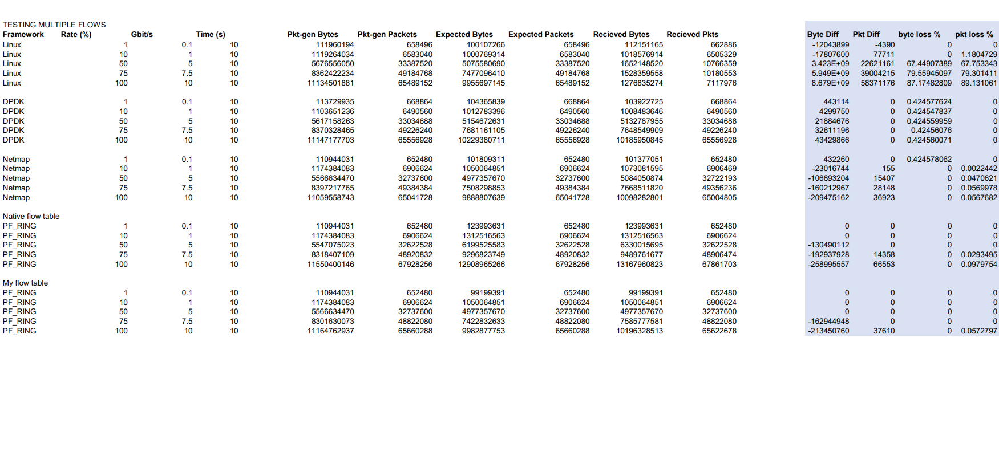 TESTING MULTIPLE FLOWS
Framework Rate (%) Gbit/s Time (s) Pkt-gen Bytes Pkt-gen Packets Expected Bytes Expected Packets Recieved Bytes Recieved Pkts Byte Diff Pkt Diff byte loss % pkt loss %
Linux 1 0.1 10 111960194 658496 100107266 658496 112151165 662886 -12043899 -4390 0 0
Linux 10 1 10 1119264034 6583040 1000769314 6583040 1018576914 6505329 -17807600 77711 0 1.1804729
Linux 50 5 10 5676556050 33387520 5075580690 33387520 1652148520 10766359 3.423E+09 22621161 67.44907389 67.753343
Linux 75 7.5 10 8362422234 49184768 7477096410 49184768 1528359558 10180553 5.949E+09 39004215 79.55945097 79.301411
Linux 100 10 10 11134501881 65489152 9955697145 65489152 1276835274 7117976 8.679E+09 58371176 87.17482809 89.131061
DPDK 1 0.1 10 113729935 668864 104365839 668864 103922725 668864 443114 0 0.424577624 0
DPDK 10 1 10 1103651236 6490560 1012783396 6490560 1008483646 6490560 4299750 0 0.424547837 0
DPDK 50 5 10 5617158263 33034688 5154672631 33034688 5132787955 33034688 21884676 0 0.424559959 0
DPDK 75 7.5 10 8370328465 49226240 7681161105 49226240 7648549909 49226240 32611196 0 0.42456076 0
DPDK 100 10 10 11147177703 65556928 10229380711 65556928 10185950845 65556928 43429866 0 0.424560071 0
Netmap 1 0.1 10 110944031 652480 101809311 652480 101377051 652480 432260 0 0.424578062 0
Netmap 10 1 10 1174384083 6906624 1050064851 6906624 1073081595 6906469 -23016744 155 0 0.0022442
Netmap 50 5 10 5566634470 32737600 4977357670 32737600 5084050874 32722193 -106693204 15407 0 0.0470621
Netmap 75 7.5 10 8397217765 49384384 7508298853 49384384 7668511820 49356236 -160212967 28148 0 0.0569978
Netmap 100 10 10 11059558743 65041728 9888807639 65041728 10098282801 65004805 -209475162 36923 0 0.0567682
Native flow table
PF_RING 1 0.1 10 110944031 652480 123993631 652480 123993631 652480 0 0 0 0
PF_RING 10 1 10 1174384083 6906624 1312516563 6906624 1312516563 6906624 0 0 0 0
PF_RING 50 5 10 5547075023 32622528 6199525583 32622528 6330015695 32622528 -130490112 0 0 0
PF_RING 75 7.5 10 8318407109 48920832 9296823749 48920832 9489761677 48906474 -192937928 14358 0 0.0293495
PF_RING 100 10 10 11550400146 67928256 12908965266 67928256 13167960823 67861703 -258995557 66553 0 0.0979754
My flow table
PF_RING 1 0.1 10 110944031 652480 99199391 652480 99199391 652480 0 0 0 0
PF_RING 10 1 10 1174384083 6906624 1050064851 6906624 1050064851 6906624 0 0 0 0
PF_RING 50 5 10 5566634470 32737600 4977357670 32737600 4977357670 32737600 0 0 0 0
PF_RING 75 7.5 10 8301630073 48822080 7422832633 48822080 7585777581 48822080 -162944948 0 0 0
PF_RING 100 10 10 11164762937 65660288 9982877753 65660288 10196328513 65622678 -213450760 37610 0 0.0572797